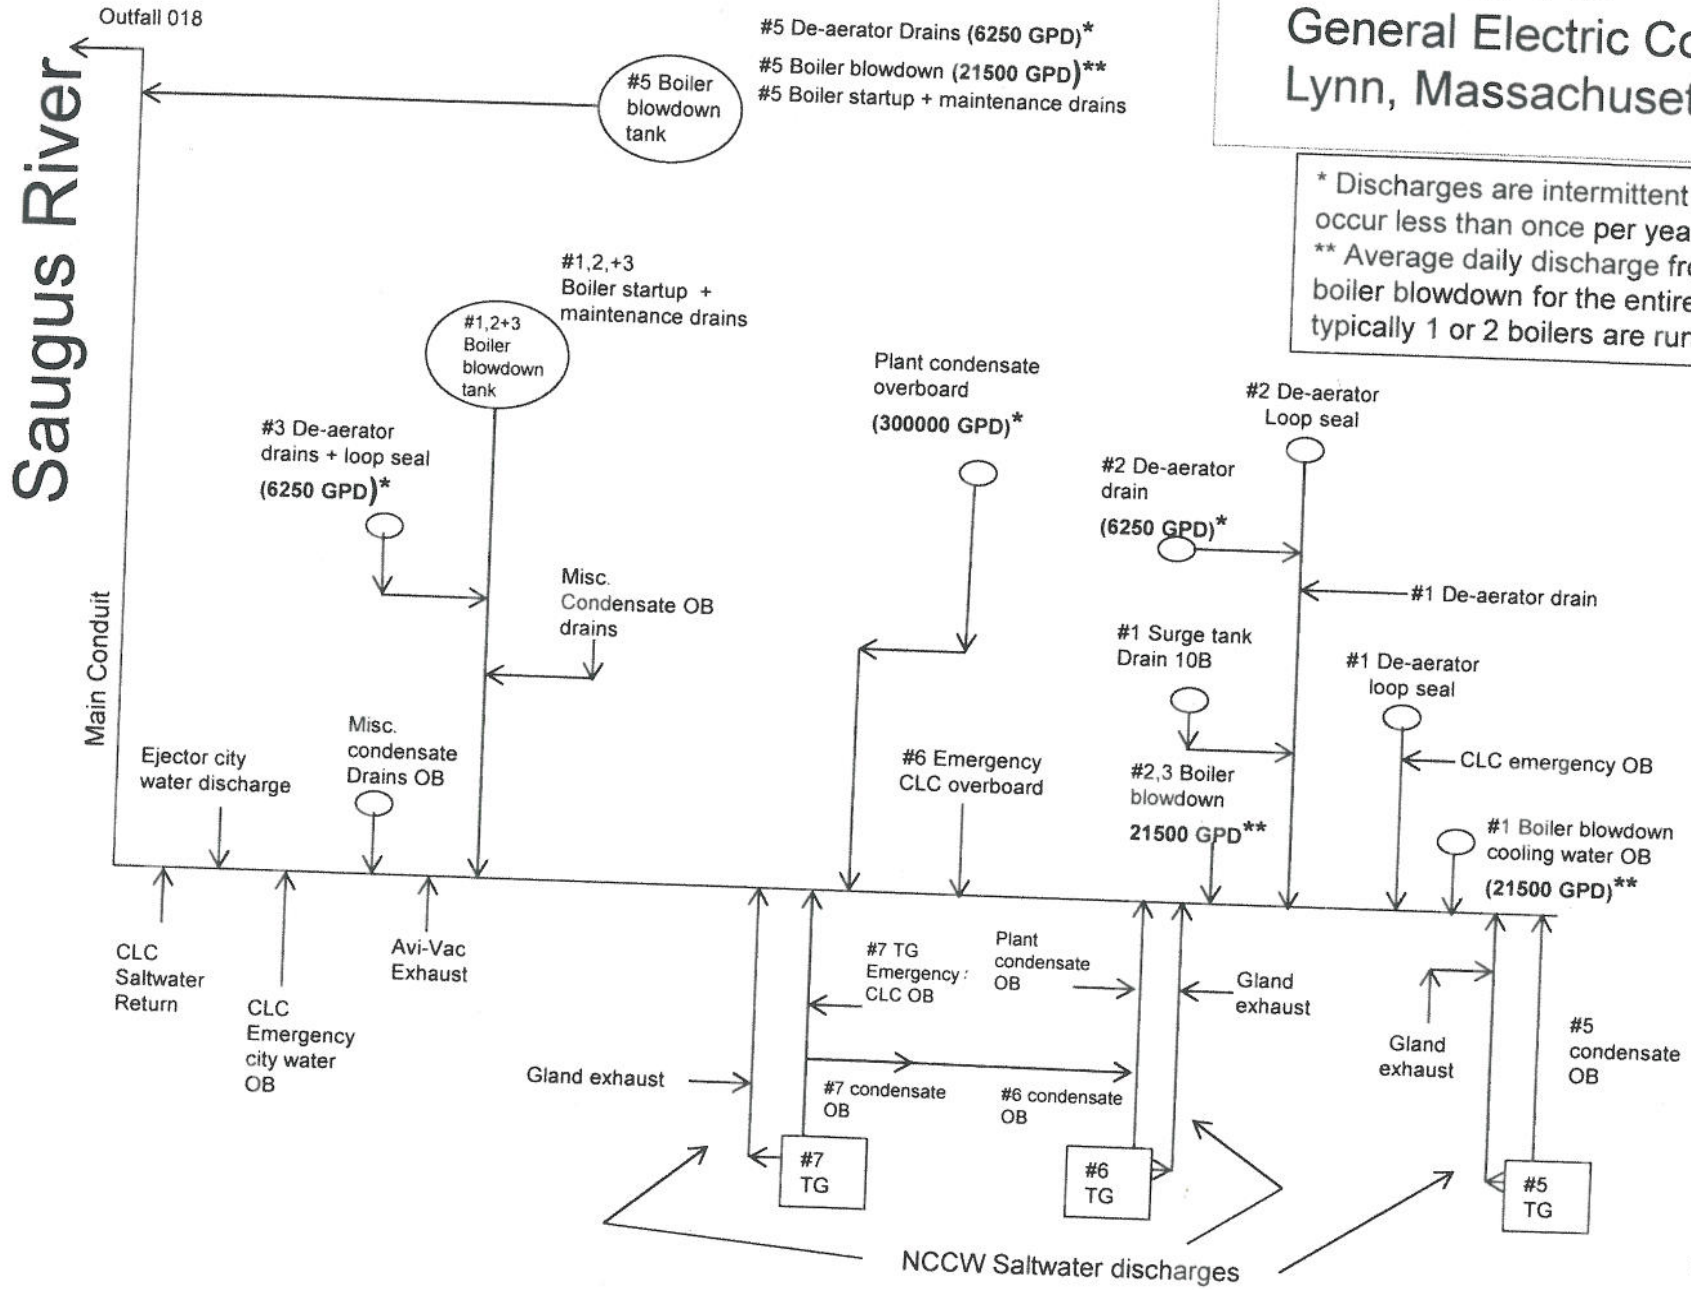 Outfall 018
Saugus River
Main Conduit
#5 De-aerator Drains (6250 GPD)*
#5 Boiler blowdown (21500 GPD)**
#5 Boiler startup + maintenance drains
#5 Boiler
blowdown
tank
General Electric Co
Lynn, Massachuset
* Discharges are intermittent
occur less than once per yea
** Average daily discharge fr
boiler blowdown for the entire
typically 1 or 2 boilers are run
#1,2,+3
Boiler startup +
maintenance drains
#1,2+3
Boiler
blowdown
tank
#3 De-aerator
drains + loop seal
(6250 GPD)*
Misc.
Condensate OB
drains
Plant condensate
overboard
(300000 GPD)*
#2 De-aerator
Loop seal
#2 De-aerator
drain
(6250 GPD)*
#1 De-aerator drain
#1 Surge tank
Drain 10B
#1 De-aerator
loop seal
CLC emergency OB
Ejector city
water discharge
Misc.
condensate
Drains OB
#6 Emergency
CLC overboard
#2,3 Boiler
blowdown
21500 GPD**
#1 Boiler blowdown
cooling water OB
(21500 GPD)**
CLC
Saltwater
Return
CLC
Emergency
city water
OB
Avi-Vac
Exhaust
#7 TG
Emergency:
CLC OB
Plant
condensate
OB
Gland
exhaust
Gland
exhaust
#5
condensate
OB
Gland exhaust
#7 condensate
OB
#6 condensate
OB
#7
TG
#6
TG
#5
TG
NCCW Saltwater discharges